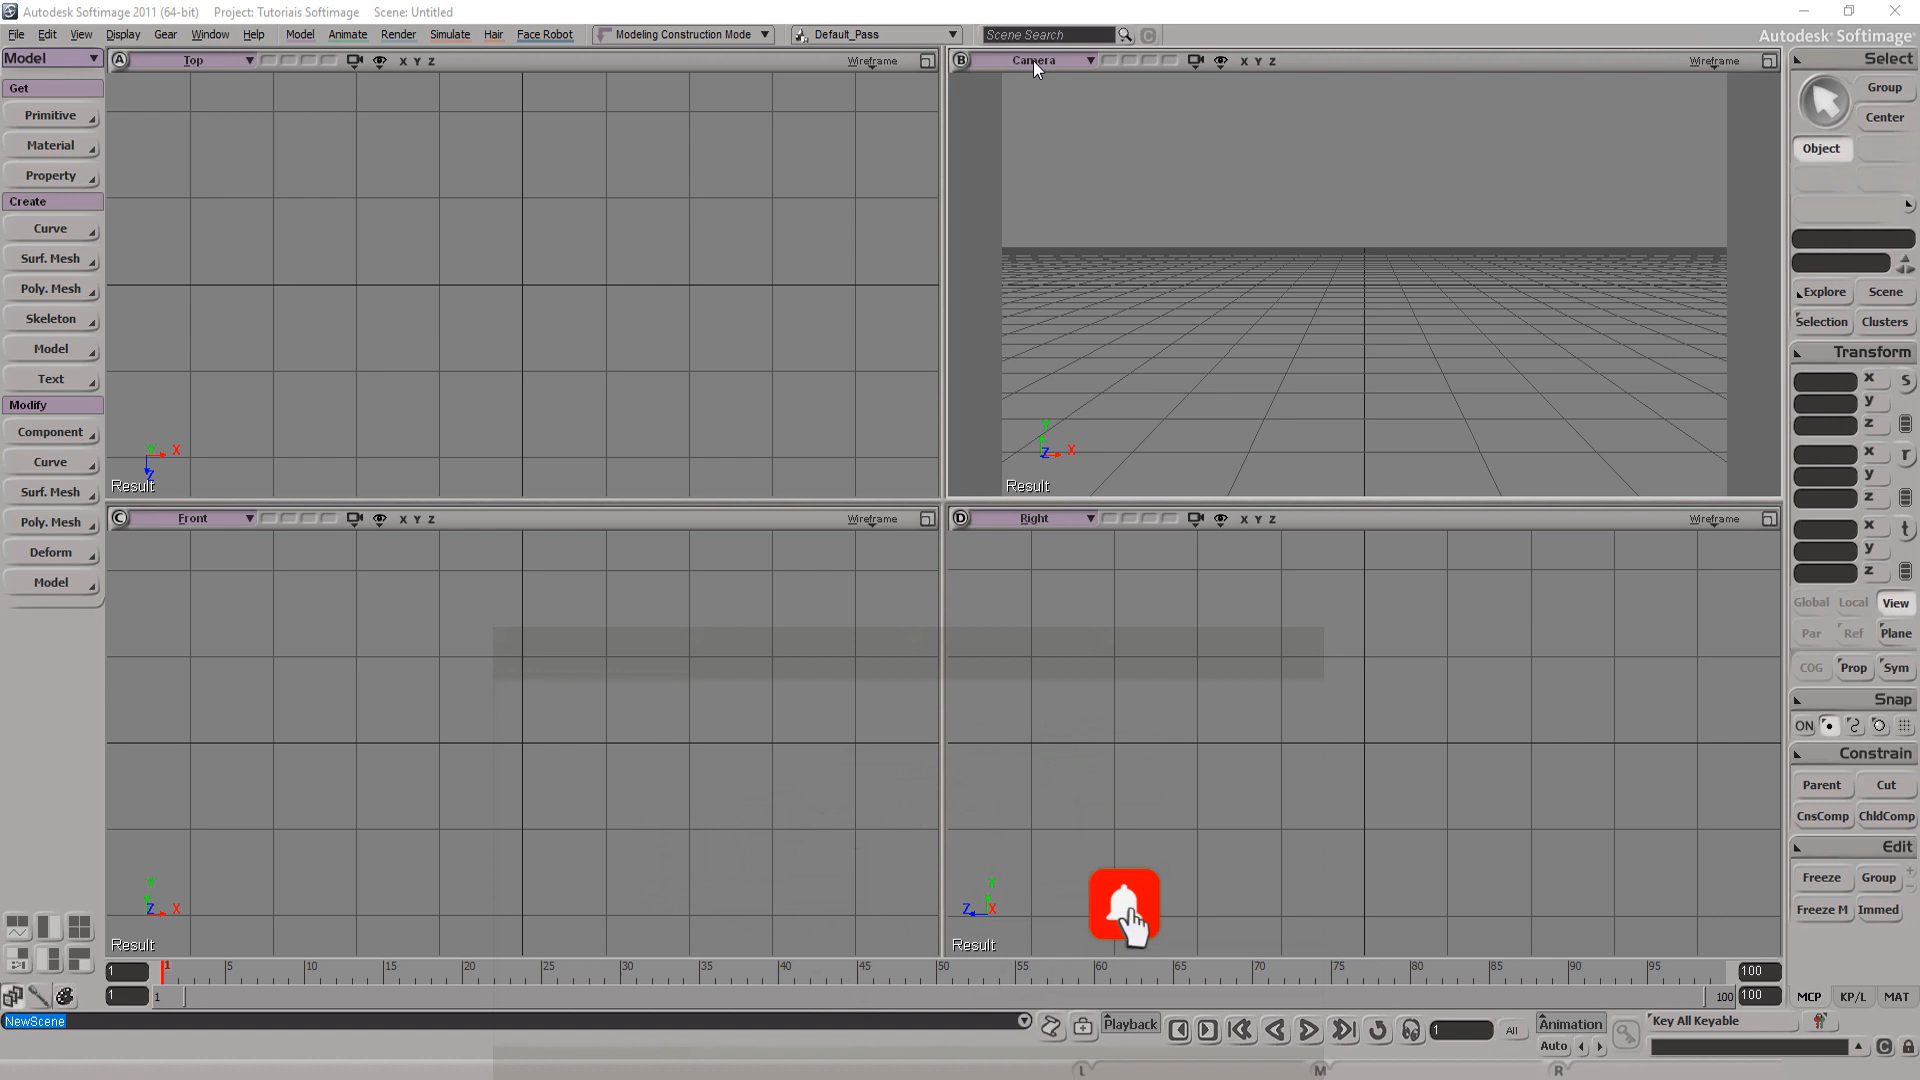 Autodesk Softimage 2011 (64-bit) Project: Tutoriais Softimage Scene: Untitled
File Edit View Display Gear Window Help Model Animate Render Simulate Hair Face Robot Modeling Construction Mode Default_Pass Scene Search C Autodesk® Softimage®
Model
A Top X Y Z Wireframe
B Camera X Y Z Wireframe
Select
Get
Group
Primitive
Center
Material
Object
Property
Create
Curve
Surf. Mesh
Poly. Mesh
Explore Scene
Skeleton
Selection Clusters
Model
Transform
Text
x s
y
z
Modify
Component
Curve
x r
y
z
Surf. Mesh
Y X Z
Result
Y Z X
Result
Poly. Mesh
C Front X Y Z Wireframe
D Right X Y Z Wireframe
x t
y
z
Deform
Model
Global Local View
Par Ref Plane
COG Prop Sym
Snap
ON
Constrain
Parent Cut
CnsComp ChldComp
Edit
Freeze Group
Freeze M Immed
Y Z X
Result
Y Z X
Result
1 1 5 10 15 20 25 30 35 40 45 50 55 60 65 70 75 80 85 90 95 100
1 1 100 100
MCP KP/L MAT
NewScene
Playback 1 All Animation Key All Keyable
Auto C
L M R